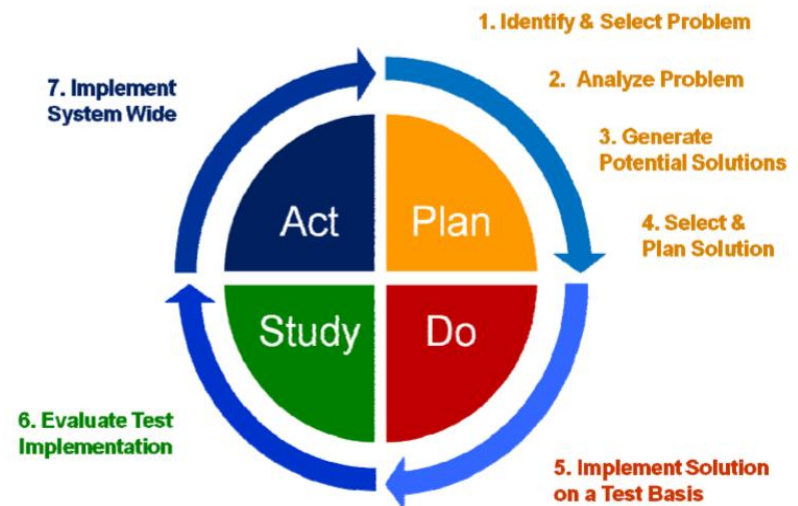 1. Identify & Select Problem
2. Analyze Problem
3. Generate
Potential Solutions
4. Select &
Plan Solution
5. Implement Solution
on a Test Basis
6. Evaluate Test
Implementation
7. Implement
System Wide
Act
Plan
Study
Do